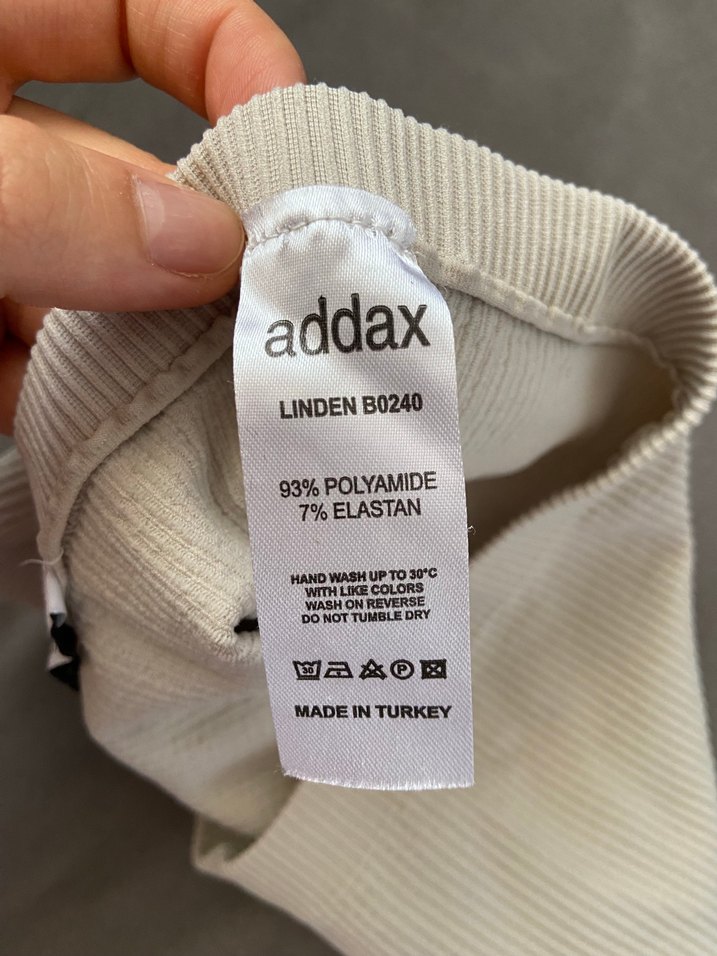 addax
LINDEN B0240
93% POLYAMIDE
7% ELASTAN
HAND WASH UP TO 30°C
WITH LIKE COLORS
WASH ON REVERSE
DO NOT TUMBLE DRY
30 P
MADE IN TURKEY